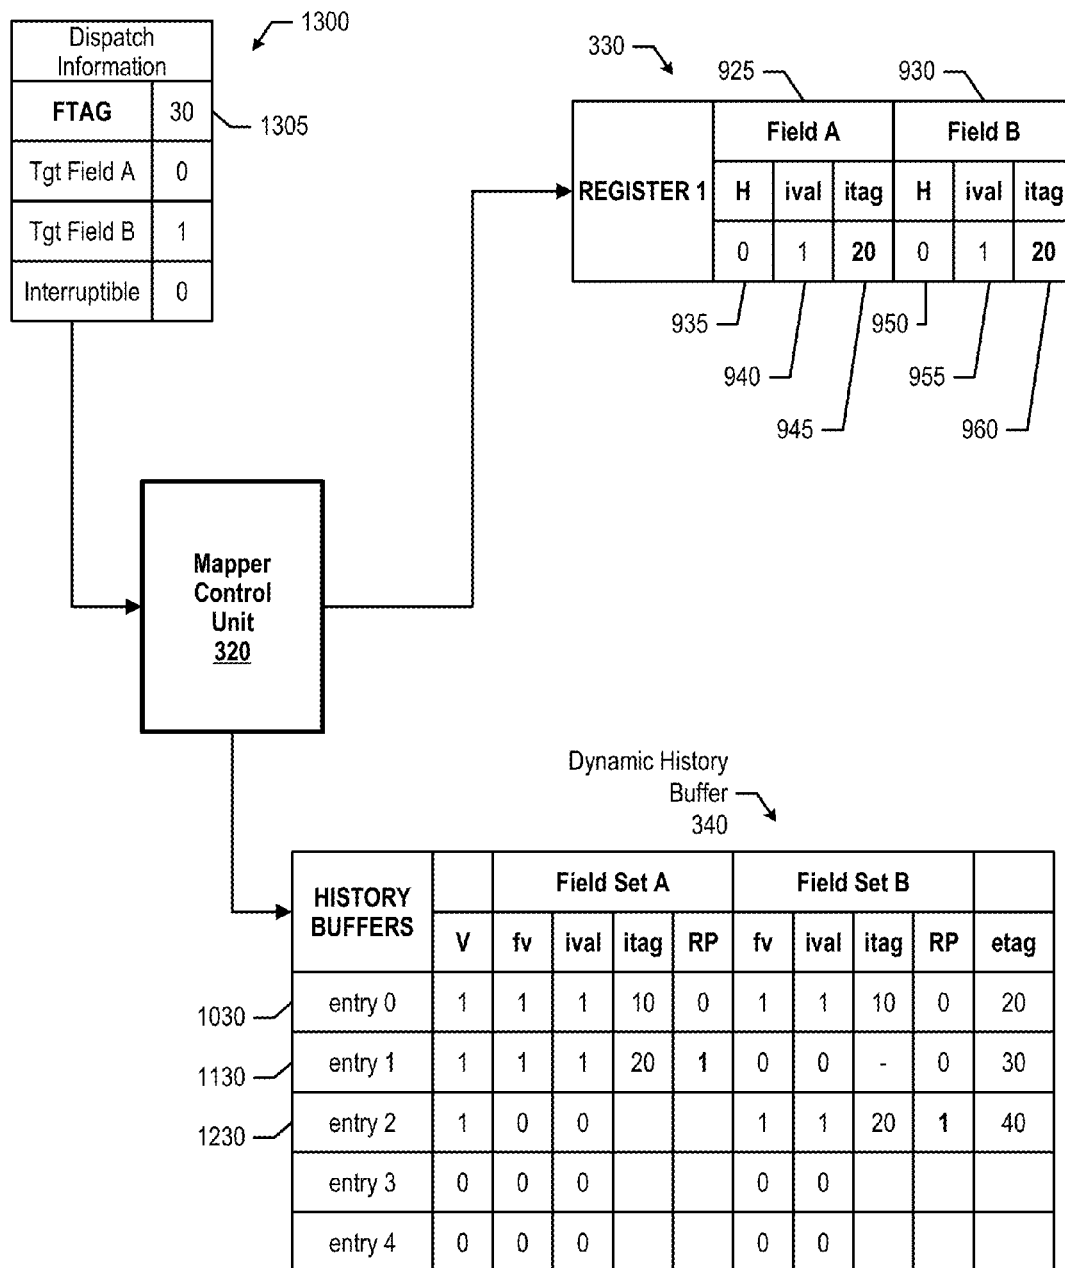 Dispatch
Information
1300
FTAG 30
1305
Tgt Field A 0
Tgt Field B 1
Interruptible 0
330
925
930
REGISTER 1
Field A Field B
H ival itag H ival itag
0 1 20 0 1 20
935
950
940
955
945
960
Mapper
Control
Unit
320
Dynamic History
Buffer
340
HISTORY
BUFFERS
Field Set A Field Set B
V fv ival itag RP fv ival itag RP etag
1030 entry 0 1 1 1 10 0 1 1 10 0 20
1130 entry 1 1 1 1 20 1 0 0 - 0 30
1230 entry 2 1 0 0 1 1 20 1 40
entry 3 0 0 0 0 0
entry 4 0 0 0 0 0